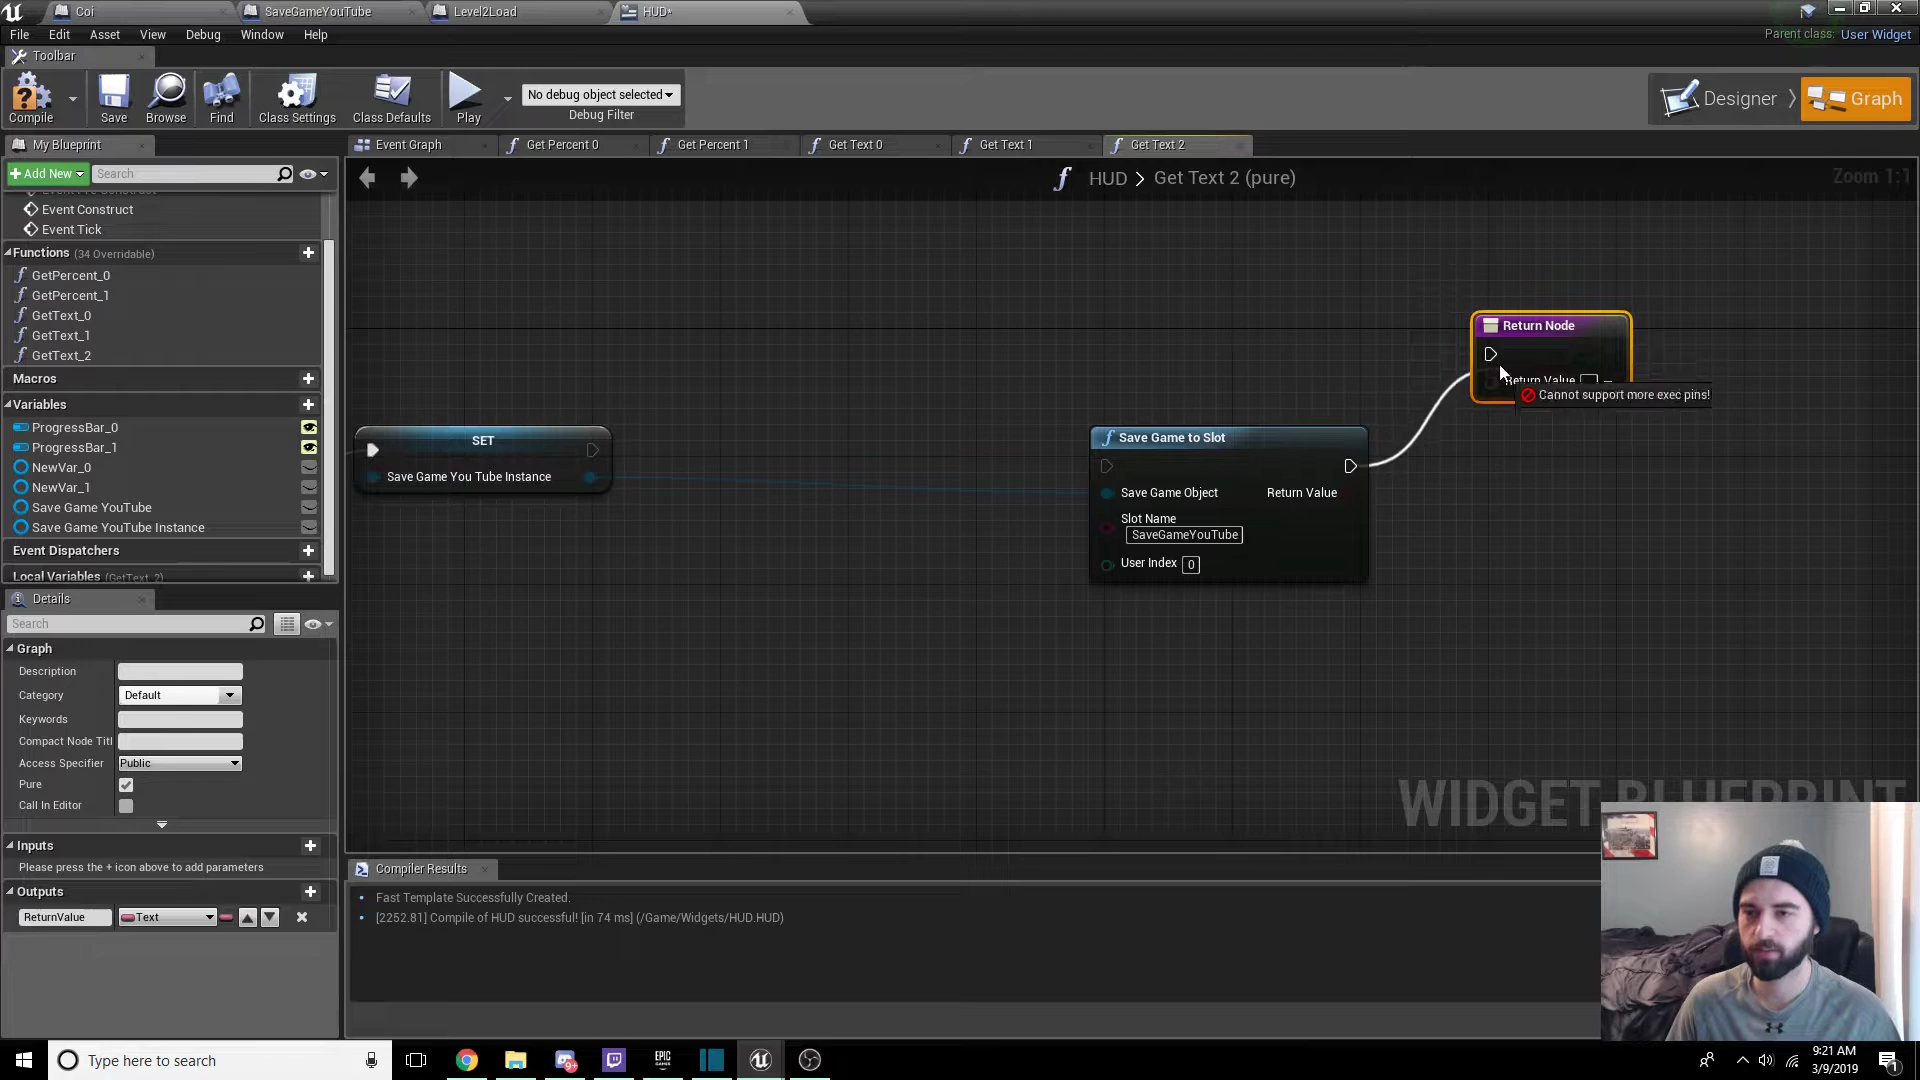 Coi
SaveGameYouTube
Level2Load
HUD*
File
Edit
Asset
View
Debug
Window
Help
Parent class: User Widget
Toolbar
Compile
Save
Browse
Find
Class Settings
Class Defaults
Play
No debug object selected
Debug Filter
Designer
Graph
My Blueprint
Event Graph
Get Percent 0
Get Percent 1
Get Text 0
Get Text 1
Get Text 2
+Add New
Search
HUD > Get Text 2 (pure)
Zoom 1:1
Event Construct
Event Tick
Functions (34 Overridable)
GetPercent_0
GetPercent_1
GetText_0
GetText_1
GetText_2
Macros
Variables
ProgressBar_0
ProgressBar_1
NewVar_0
NewVar_1
Save Game YouTube
Save Game YouTube Instance
Event Dispatchers
Local Variables (GetText_2)
SET
Save Game You Tube Instance
Save Game to Slot
Save Game Object
Return Value
Slot Name
SaveGameYouTube
User Index 0
Return Node
Return Value
Cannot support more exec pins!
Details
Search
Graph
Description
Category
Default
Keywords
Compact Node Titl
Access Specifier
Public
Pure
Call In Editor
Inputs
Please press the + icon above to add parameters
Outputs
ReturnValue
Text
WIDGET BLUEPRINT
Compiler Results
• Fast Template Successfully Created.
• [2252.81] Compile of HUD successful! [in 74 ms] (/Game/Widgets/HUD.HUD)
Type here to search
9+
EPIC
GAMES
9:21 AM
3/9/2019
1